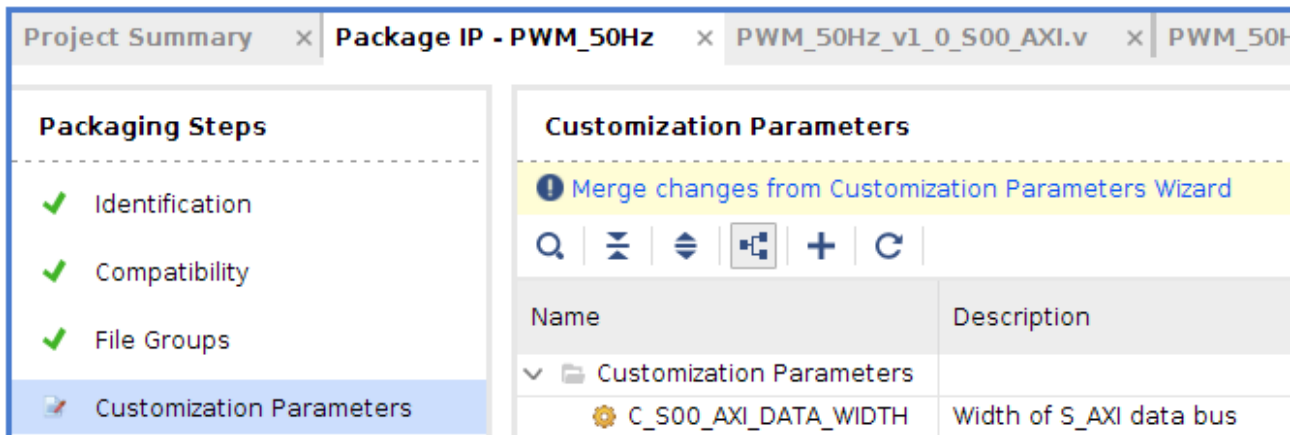 Project Summary × Package IP - PWM_50Hz × PWM_50Hz_v1_0_S00_AXI.v × PWM_50H
Packaging Steps
Identification
Compatibility
File Groups
Customization Parameters
Customization Parameters
Merge changes from Customization Parameters Wizard
Name Description
Customization Parameters
C_S00_AXI_DATA_WIDTH Width of S_AXI data bus